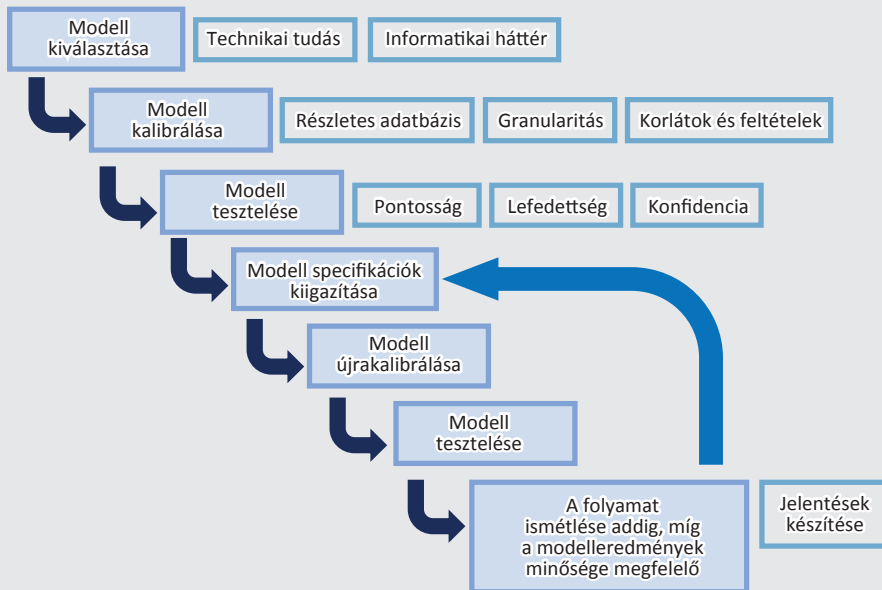 Modell
kiválasztása
Technikai tudás
Informatikai háttér
Modell
kalibrálása
Részletes adatbázis
Granularitás
Korlátok és feltételek
Modell
tesztelése
Pontosság
Lefedettség
Konfidencia
Modell specifikációk
kiigazítása
Modell
újrakalibrálása
Modell
tesztelése
A folyamat
ismétlése addig, míg
a modelleredmények
minősége megfelelő
Jelentések
készítése